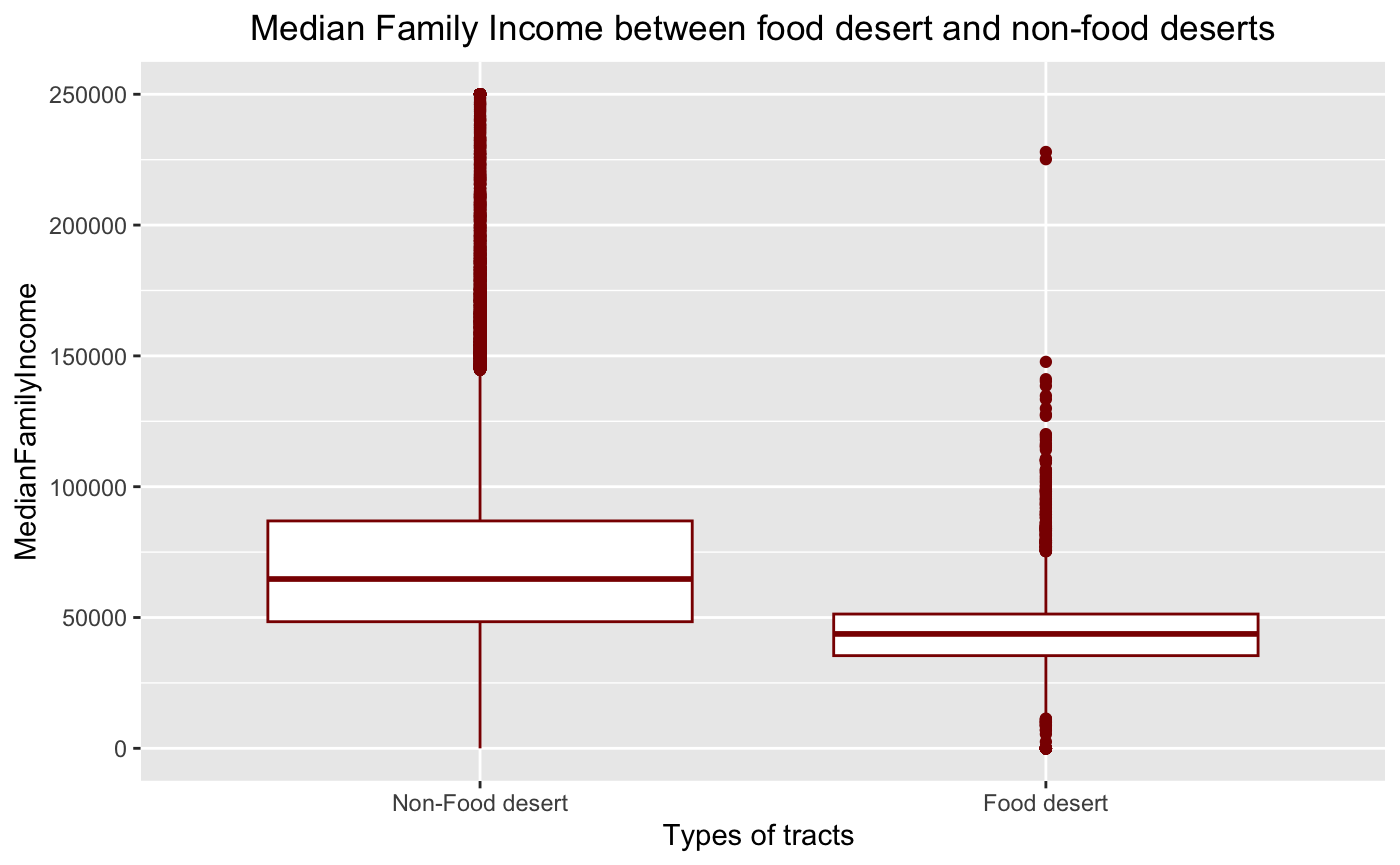 Median Family Income between food desert and non-food deserts
MedianFamilyIncome
250000
200000
150000
100000
50000
0
Non-Food desert
Food desert
Types of tracts